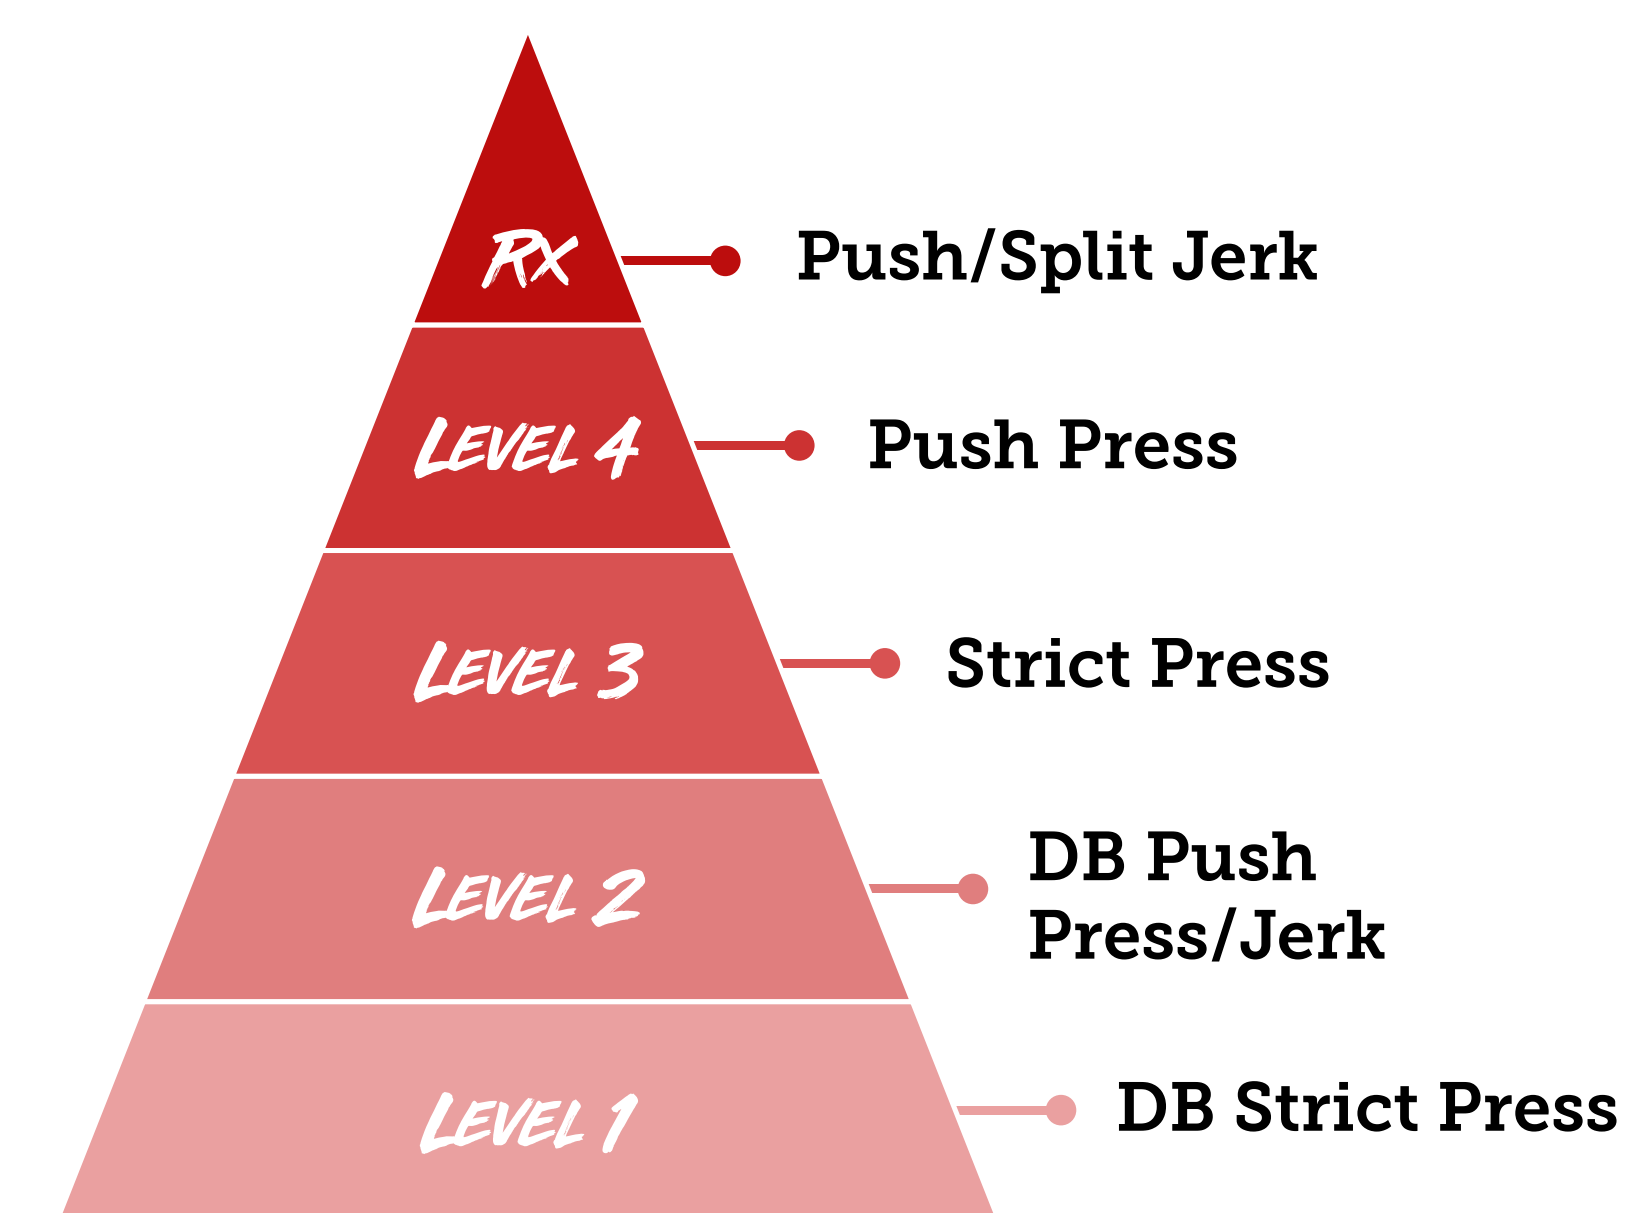 RX
Push/Split Jerk
LEVEL 4
Push Press
LEVEL 3
Strict Press
LEVEL 2
DB Push
Press/Jerk
LEVEL 1
DB Strict Press